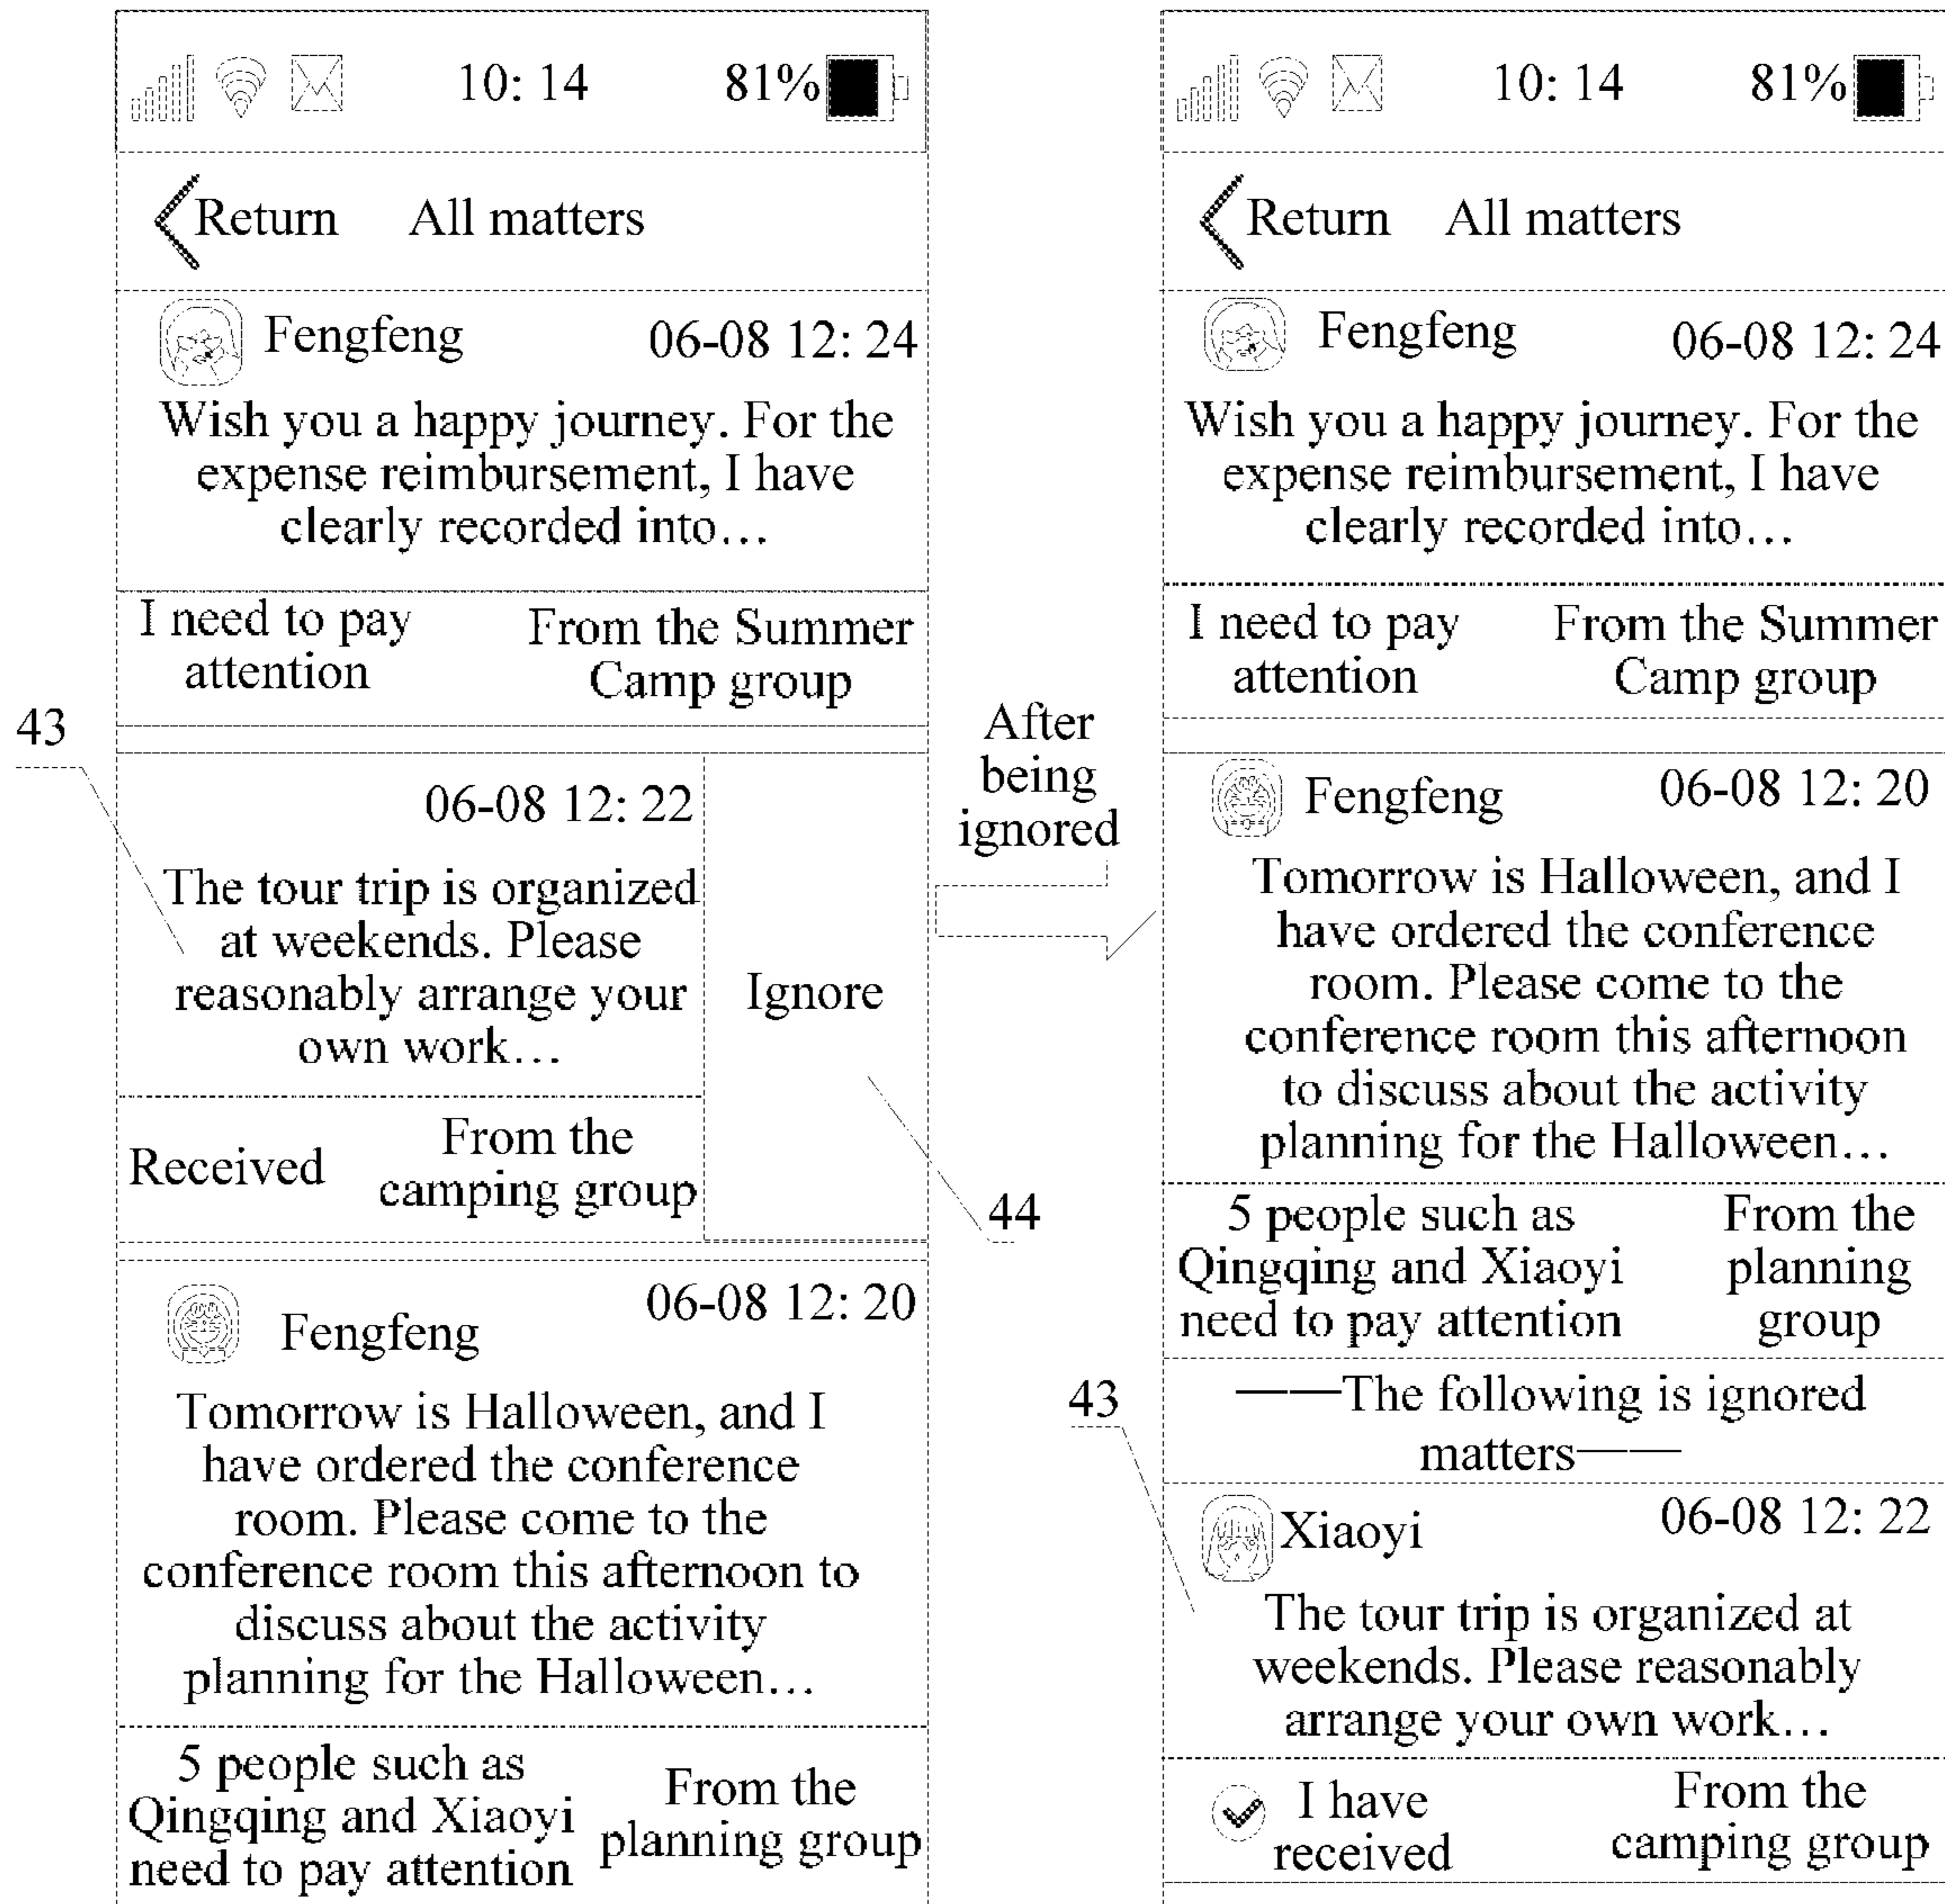 10: 14 81%
Return All matters
Fengfeng 06-08 12: 24
Wish you a happy journey. For the
expense reimbursement, I have
clearly recorded into…
I need to pay
attention
From the Summer
Camp group
43
06-08 12: 22
The tour trip is organized
at weekends. Please
reasonably arrange your
own work…
Ignore
Received
From the
camping group
44
Fengfeng 06-08 12: 20
Tomorrow is Halloween, and I
have ordered the conference
room. Please come to the
conference room this afternoon to
discuss about the activity
planning for the Halloween…
5 people such as
Qingqing and Xiaoyi
need to pay attention
From the
planning group
After
being
ignored
10: 14 81%
Return All matters
Fengfeng 06-08 12: 24
Wish you a happy journey. For the
expense reimbursement, I have
clearly recorded into…
I need to pay
attention
From the Summer
Camp group
Fengfeng 06-08 12: 20
Tomorrow is Halloween, and I
have ordered the conference
room. Please come to the
conference room this afternoon
to discuss about the activity
planning for the Halloween…
5 people such as
Qingqing and Xiaoyi
need to pay attention
From the
planning
group
——The following is ignored
matters——
43
Xiaoyi 06-08 12: 22
The tour trip is organized at
weekends. Please reasonably
arrange your own work…
I have
received
From the
camping group